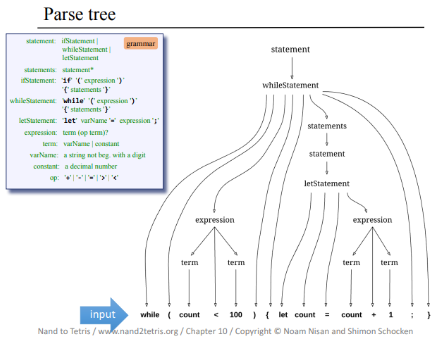 Parse tree
grammar
statement: ifStatement |
whileStatement |
letStatement
statements: statement*
ifStatement: 'if' '(' expression ')'
'{' statements '}'
whileStatement: 'while' '(' expression ')'
'{' statements '}'
letStatement: 'let' varName '=' expression ';'
expression: term (op term)?
term: varName | constant
varName: a string not beg. with a digit
constant: a decimal number
op: '+' | '-' | '=' | '>' | '<'
statement
whileStatement
statements
statement
letStatement
expression expression
term term term term
input while ( count < 100 ) { let count = count + 1 ; }
Nand to Tetris / www.nand2tetris.org / Chapter 10 / Copyright © Noam Nisan and Shimon Schocken